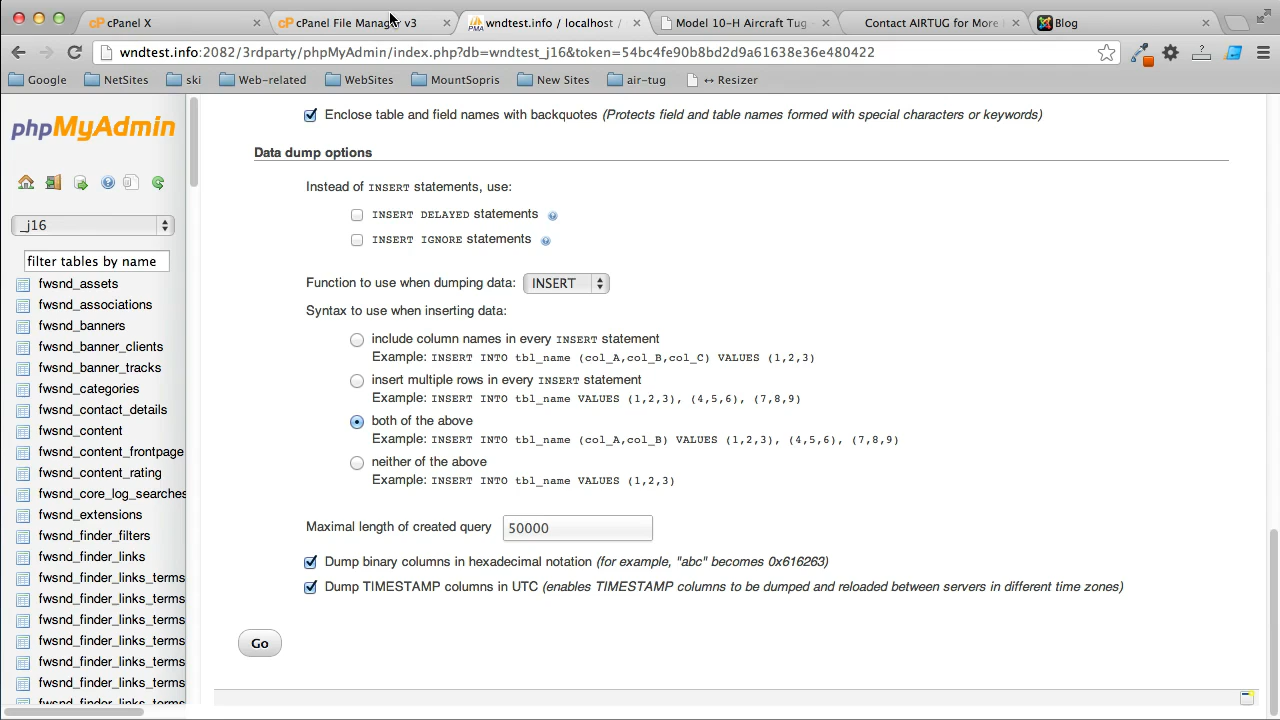 cPanel X
cPanel File Manager v3
wndtest.info / localhost /
Model 10-H Aircraft Tug -
Contact AIRTUG for More I
Blog
wndtest.info:2082/3rdparty/phpMyAdmin/index.php?db=wndtest_j16&token=54bc4fe90b8bd2d9a61638e36e480422
Google
NetSites
ski
Web-related
WebSites
MountSopris
New Sites
air-tug
↔ Resizer
phpMyAdmin
_j16
filter tables by name
fwsnd_assets
fwsnd_associations
fwsnd_banners
fwsnd_banner_clients
fwsnd_banner_tracks
fwsnd_categories
fwsnd_contact_details
fwsnd_content
fwsnd_content_frontpage
fwsnd_content_rating
fwsnd_core_log_searches
fwsnd_extensions
fwsnd_finder_filters
fwsnd_finder_links
fwsnd_finder_links_terms
fwsnd_finder_links_terms
fwsnd_finder_links_terms
fwsnd_finder_links_terms
fwsnd_finder_links_terms
fwsnd_finder_links_terms
fwsnd_finder_links_terms
Enclose table and field names with backquotes (Protects field and table names formed with special characters or keywords)
Data dump options
Instead of INSERT statements, use:
INSERT DELAYED statements
INSERT IGNORE statements
Function to use when dumping data: INSERT
Syntax to use when inserting data:
include column names in every INSERT statement
Example: INSERT INTO tbl_name (col_A,col_B,col_C) VALUES (1,2,3)
insert multiple rows in every INSERT statement
Example: INSERT INTO tbl_name VALUES (1,2,3), (4,5,6), (7,8,9)
both of the above
Example: INSERT INTO tbl_name (col_A,col_B) VALUES (1,2,3), (4,5,6), (7,8,9)
neither of the above
Example: INSERT INTO tbl_name VALUES (1,2,3)
Maximal length of created query 50000
Dump binary columns in hexadecimal notation (for example, "abc" becomes 0x616263)
Dump TIMESTAMP columns in UTC (enables TIMESTAMP columns to be dumped and reloaded between servers in different time zones)
Go